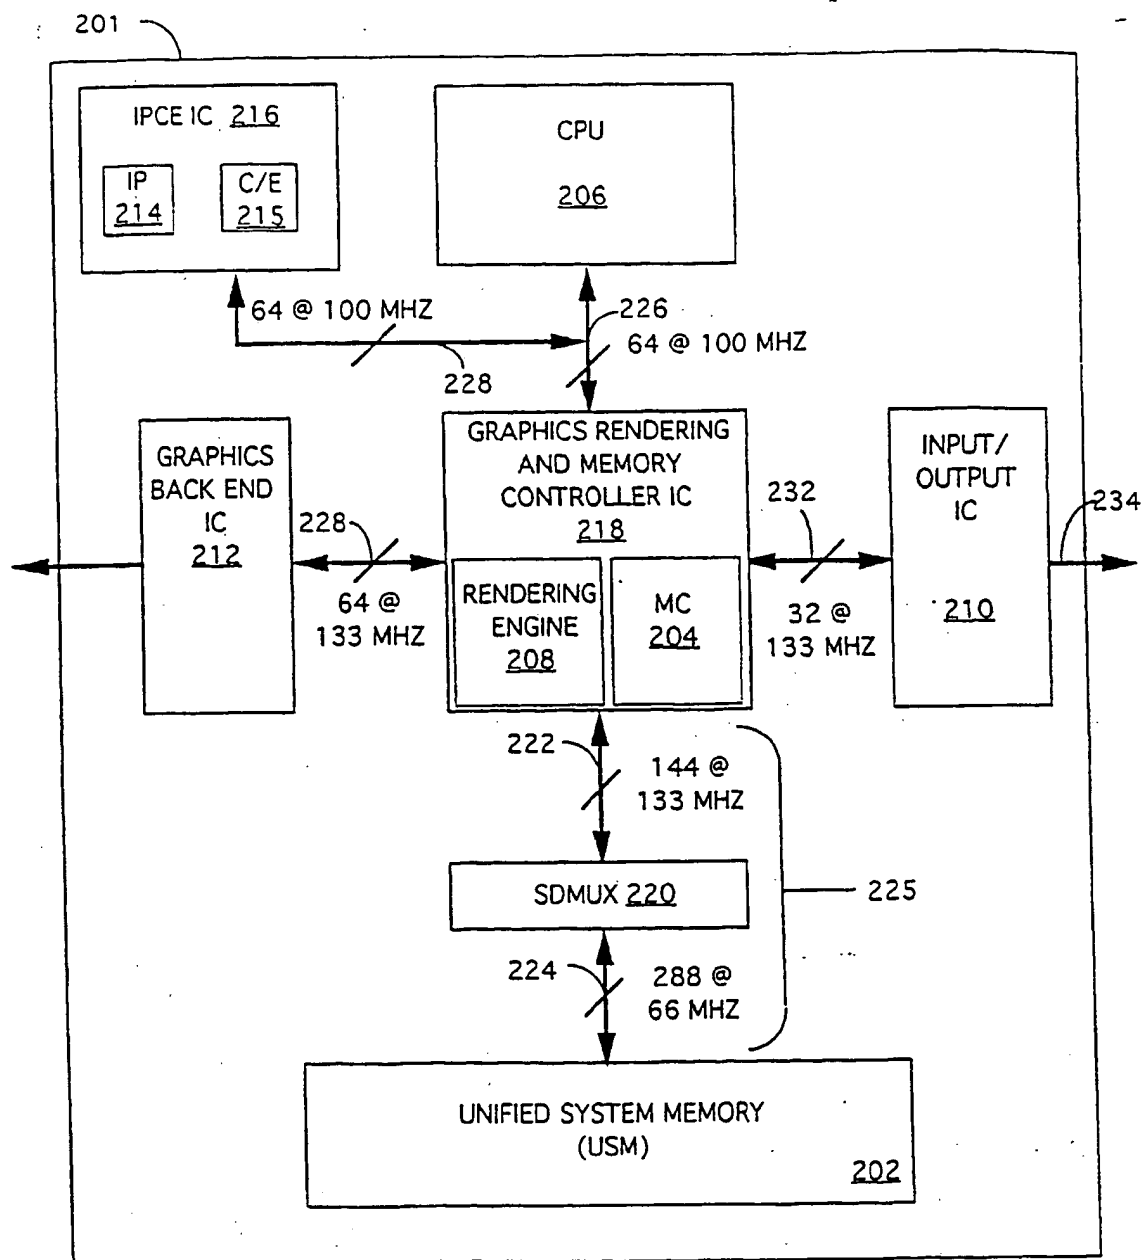 201
IPCE IC 216
IP
214
C/E
215
CPU
206
64 @ 100 MHZ
226
64 @ 100 MHZ
228
GRAPHICS
BACK END
IC
212
228
64 @
133 MHZ
GRAPHICS RENDERING
AND MEMORY
CONTROLLER IC
218
RENDERING
ENGINE
208
MC
204
232
32 @
133 MHZ
INPUT/
OUTPUT
IC
210
234
222
144 @
133 MHZ
SDMUX 220
225
224
288 @
66 MHZ
UNIFIED SYSTEM MEMORY
(USM)
202